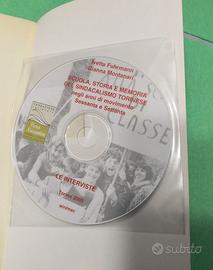 Ivetta Fuhrmann
Gianna Montanari
SCUOLA, STORIA E MEMORIA
DEL SINDACALISMO TORINESE
negli anni di movimento
Sessanta e Settanta
CLASSE
LE INTERVISTE
Torino
subito